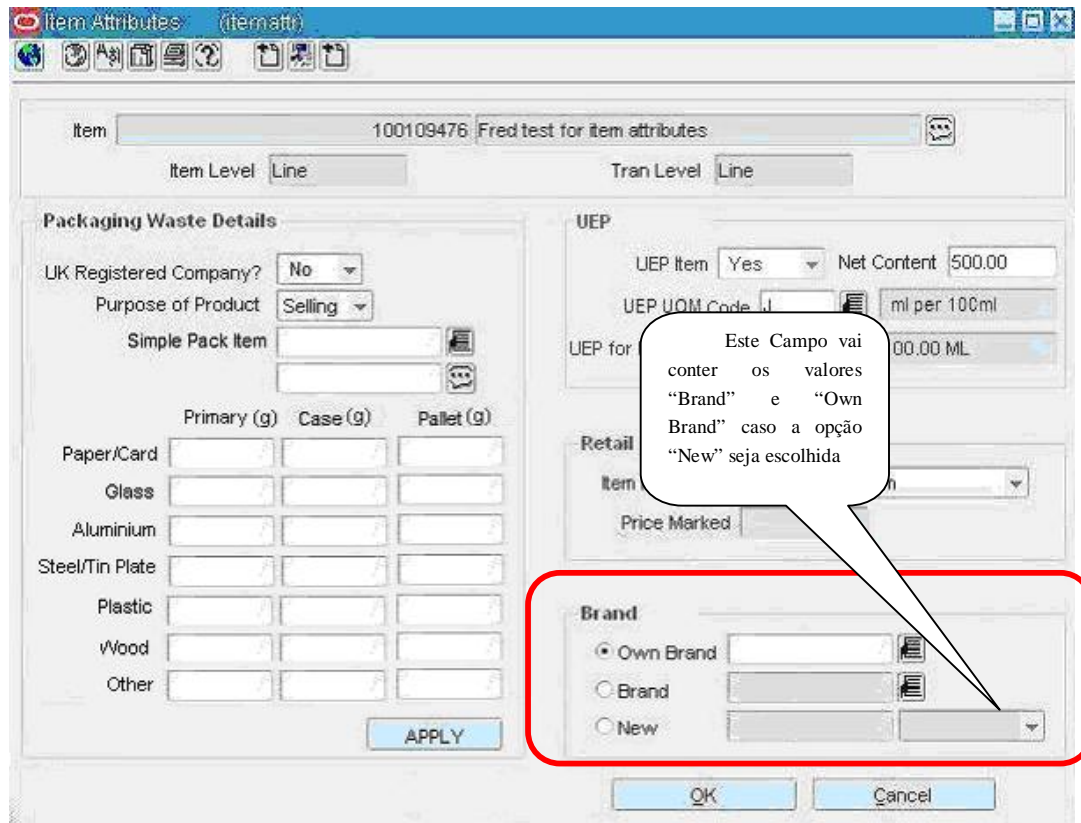 Item Attributes (itemattr)
Item 100109476 Fred test for item attributes
Item Level Line Tran Level Line
Packaging Waste Details
UK Registered Company? No
Purpose of Product Selling
Simple Pack Item
Primary (g) Case (g) Pallet (g)
Paper/Card
Glass
Aluminium
Steel/Tin Plate
Plastic
Wood
Other
APPLY
UEP
UEP Item Yes Net Content 500.00
UEP UOM Code J ml per 100ml
UEP for 00.00 ML
Este Campo vai
conter os valores
“Brand” e “Own
Brand” caso a opção
“New” seja escolhida
Retail
Item
Price Marked
Brand
Own Brand
Brand
New
OK Cancel